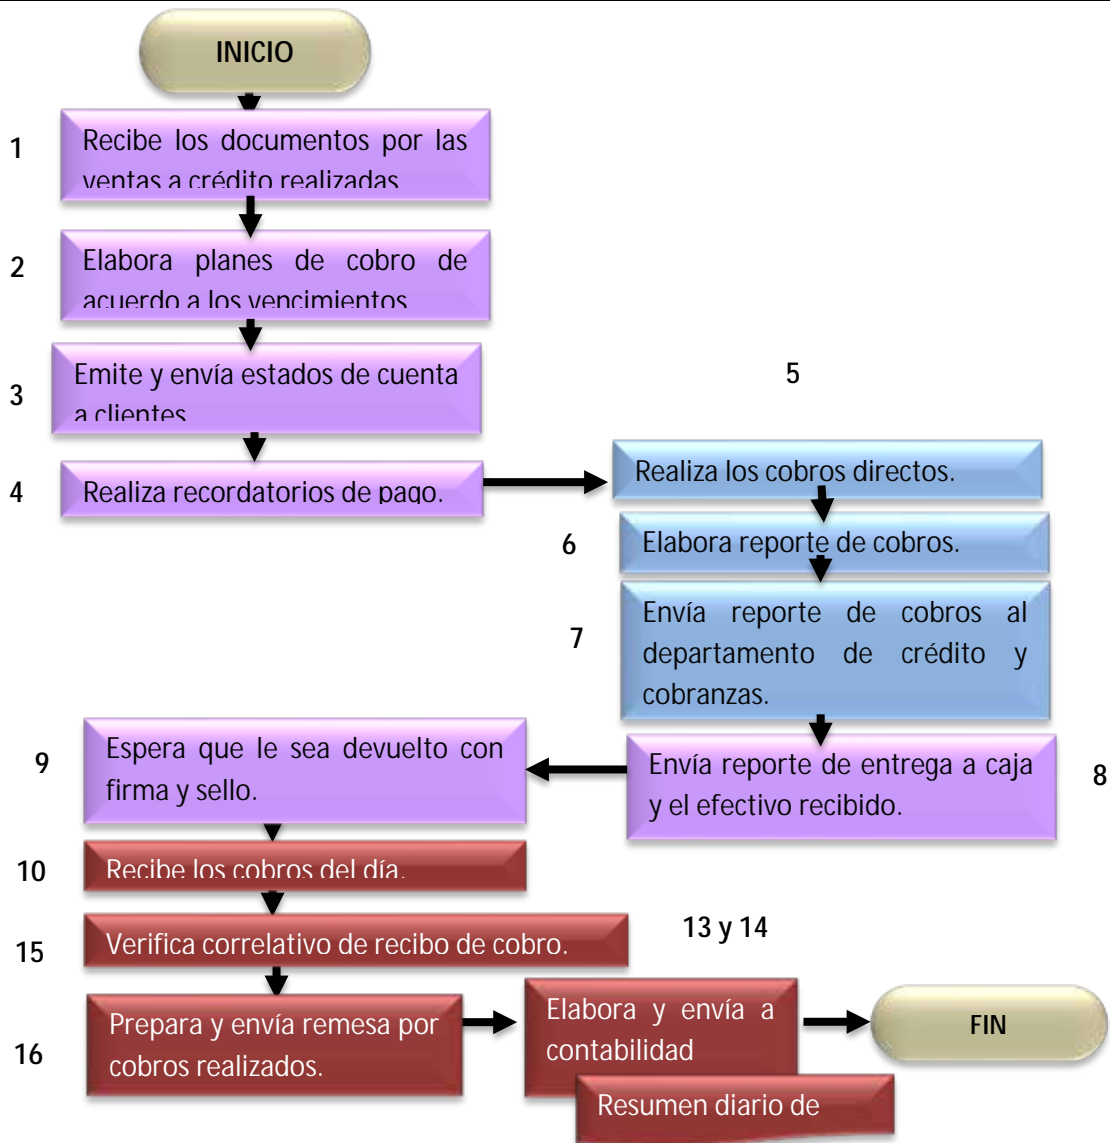 INICIO
1
Recibe los documentos por las
ventas a crédito realizadas
2
Elabora planes de cobro de
acuerdo a los vencimientos
3
Emite y envía estados de cuenta
a clientes
4
Realiza recordatorios de pago.
5
Realiza los cobros directos.
6
Elabora reporte de cobros.
7
Envía reporte de cobros al
departamento de crédito y
cobranzas.
8
Envía reporte de entrega a caja
y el efectivo recibido.
9
Espera que le sea devuelto con
firma y sello.
10
Recibe los cobros del día.
15
Verifica correlativo de recibo de cobro.
16
Prepara y envía remesa por
cobros realizados.
13 y 14
Elabora y envía a
contabilidad
Resumen diario de
FIN